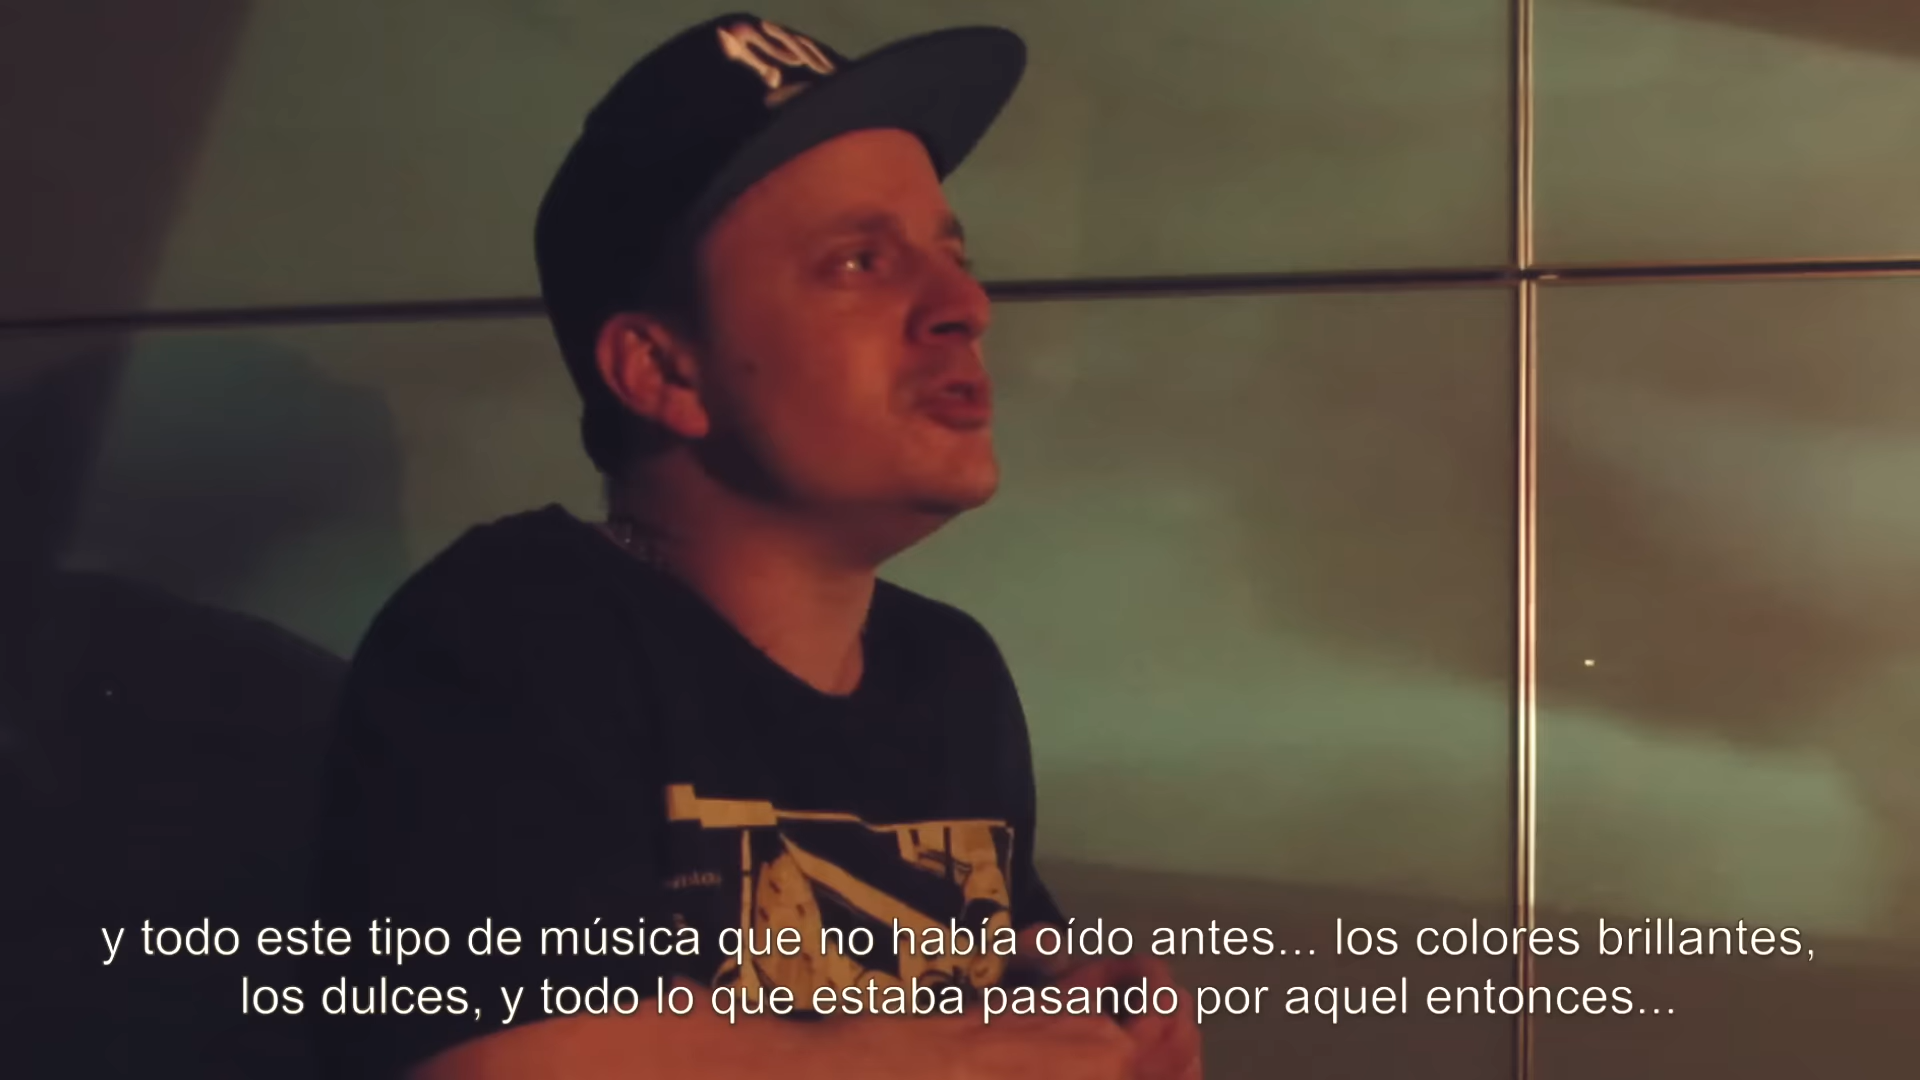 y todo este tipo de música que no había oído antes... los colores brillantes,
los dulces, y todo lo que estaba pasando por aquel entonces...